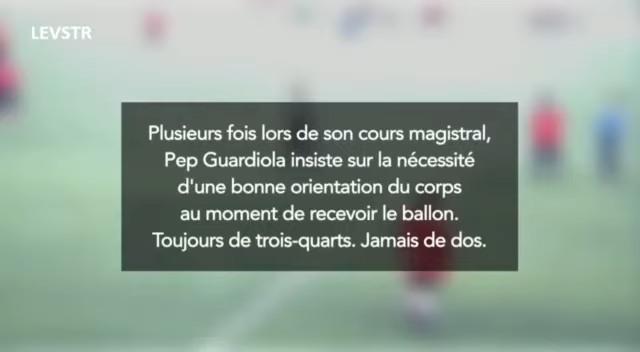 LEVSTR
Plusieurs fois lors de son cours magistral,
Pep Guardiola insiste sur la nécessité
d'une bonne orientation du corps
au moment de recevoir le ballon.
Toujours de trois-quarts. Jamais de dos.